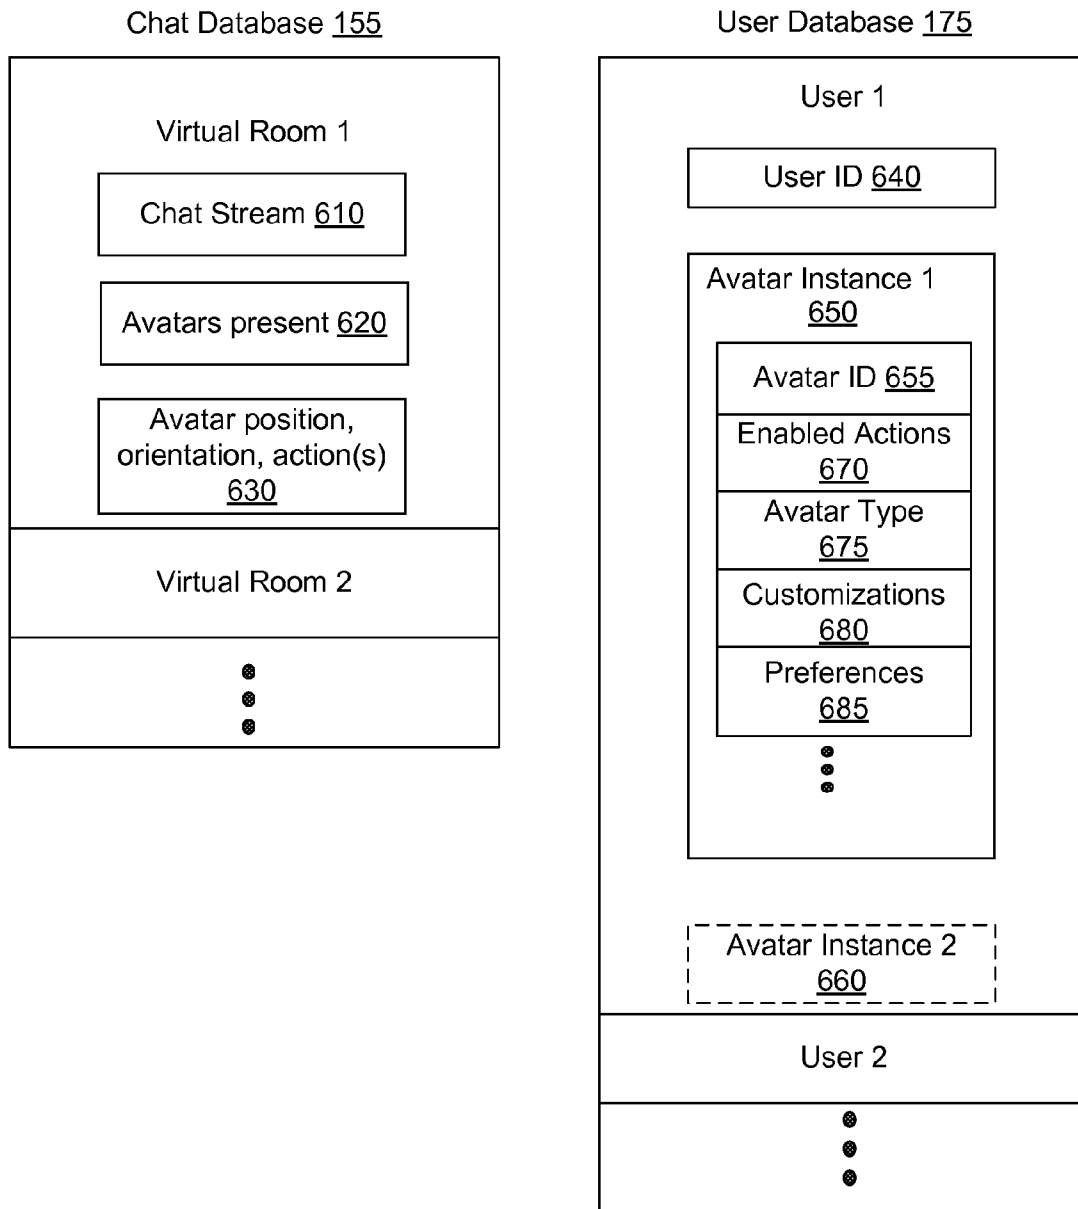 Chat Database 155
Virtual Room 1
Chat Stream 610
Avatars present 620
Avatar position,
orientation, action(s)
630
Virtual Room 2
User Database 175
User 1
User ID 640
Avatar Instance 1
650
Avatar ID 655
Enabled Actions
670
Avatar Type
675
Customizations
680
Preferences
685
Avatar Instance 2
660
User 2